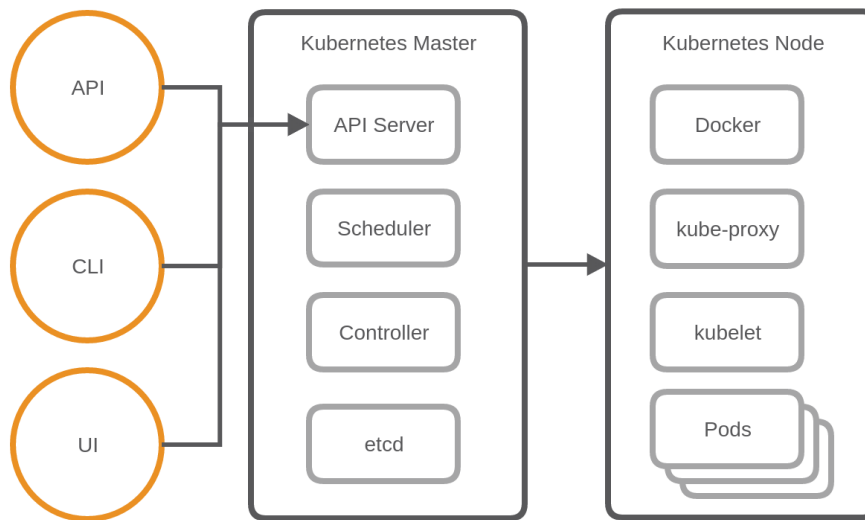 API
CLI
UI
Kubernetes Master
API Server
Scheduler
Controller
etcd
Kubernetes Node
Docker
kube-proxy
kubelet
Pods